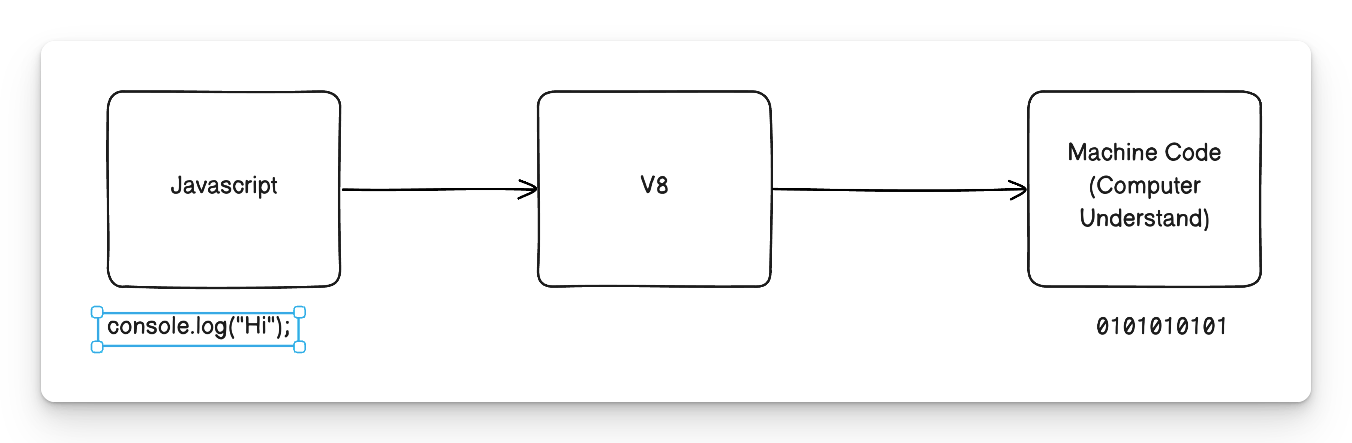 Javascript
V8
Machine Code
(Computer
Understand)
console.log("Hi");
0101010101